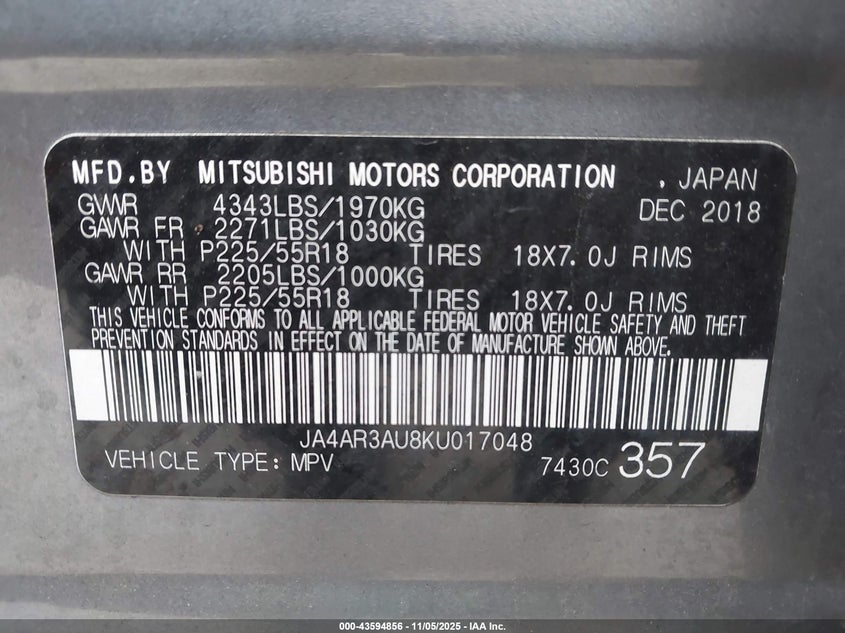 MFD.BY MITSUBISHI MOTORS CORPORATION , JAPAN
GVWR 4343LBS/1970KG DEC 2018
GAWR FR 2271LBS/1030KG
WITH P225/55R18 TIRES 18X7.0J RIMS
GAWR RR 2205LBS/1000KG
WITH P225/55R18 TIRES 18X7.0J RIMS
THIS VEHICLE CONFORMS TO ALL APPLICABLE FEDERAL MOTOR VEHICLE SAFETY AND THEFT
PREVENTION STANDARDS IN EFFECT ON THE DATE OF MANUFACTURE SHOWN ABOVE.
JA4AR3AU8KU017048
VEHICLE TYPE: MPV 7430C 357
000-43594856 - 11/05/2025 - IAA Inc.